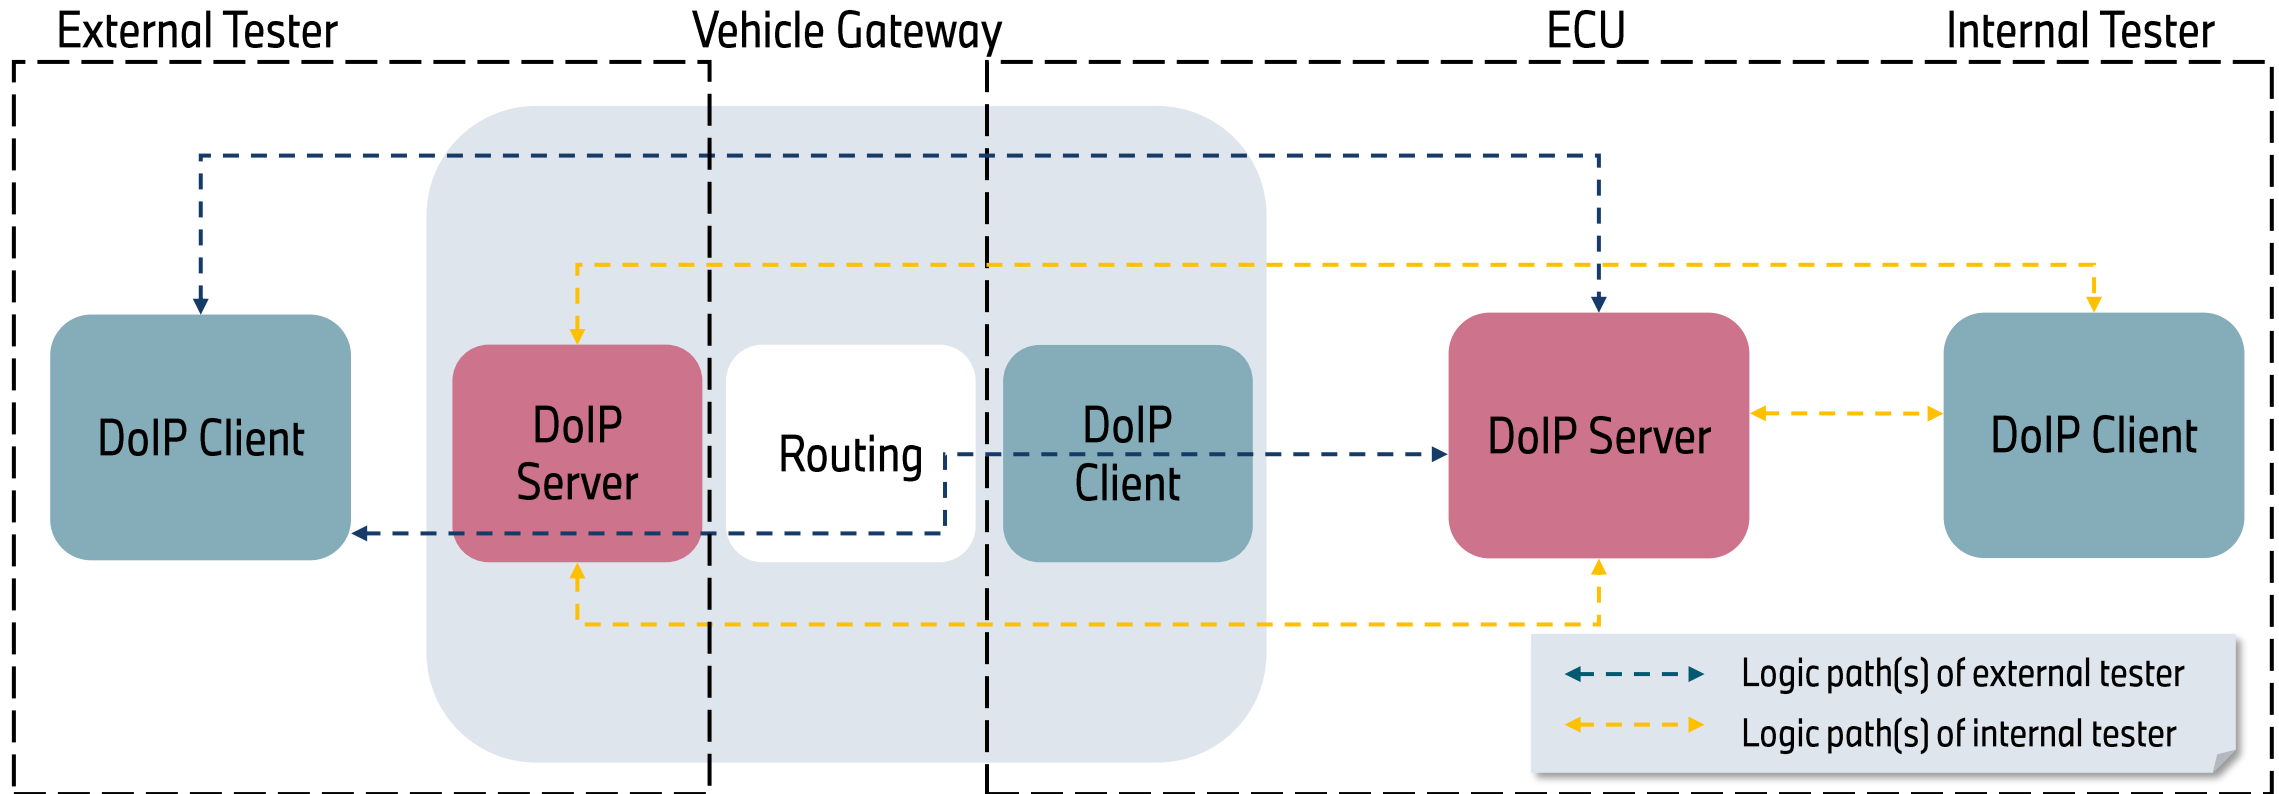 External Tester
Vehicle Gateway
ECU
Internal Tester
DoIP Client
DoIP
Server
Routing
DoIP
Client
DoIP Server
DoIP Client
Logic path(s) of external tester
Logic path(s) of internal tester